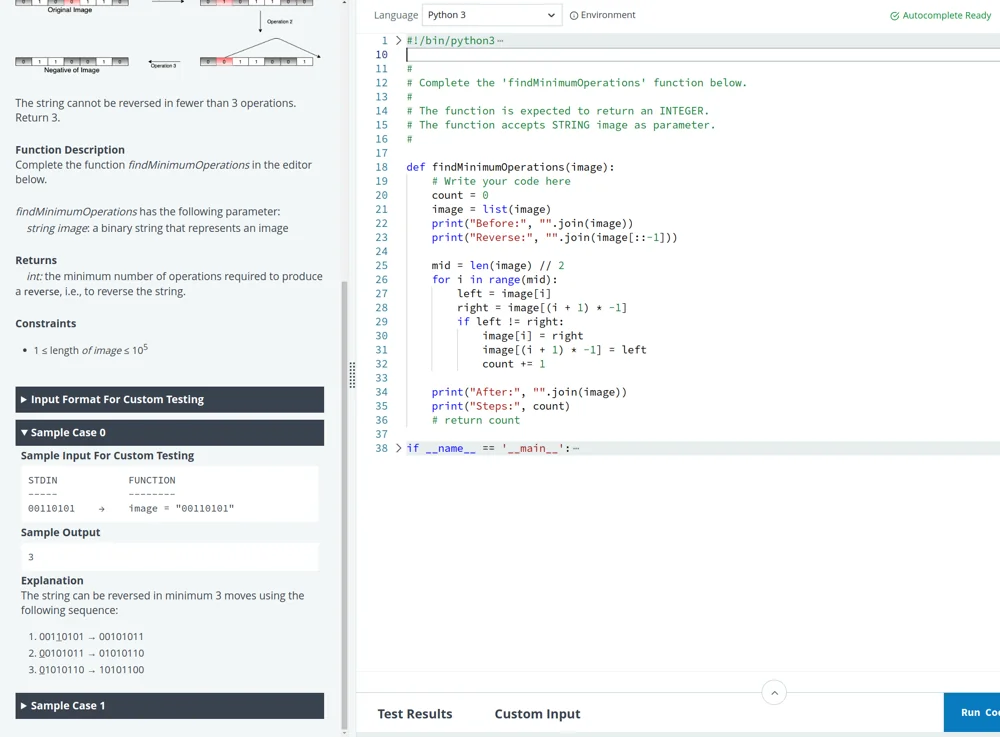 Original Image
Operation 2
Operation 3
Negative of Image
The string cannot be reversed in fewer than 3 operations.
Return 3.
Function Description
Complete the function findMinimumOperations in the editor
below.
findMinimumOperations has the following parameter:
string image: a binary string that represents an image
Returns
int: the minimum number of operations required to produce
a reverse, i.e., to reverse the string.
Constraints
• 1 ≤ length of image ≤ 10⁵
▶ Input Format For Custom Testing
▼ Sample Case 0
Sample Input For Custom Testing
STDIN FUNCTION
----- --------
00110101 → image = "00110101"
Sample Output
3
Explanation
The string can be reversed in minimum 3 moves using the
following sequence:
1. 00110101 → 00101011
2. 00101011 → 01010110
3. 01010110 → 10101100
▶ Sample Case 1
Language Python 3 Environment Autocomplete Ready
1 #!/bin/python3
10
11 #
12 # Complete the 'findMinimumOperations' function below.
13 #
14 # The function is expected to return an INTEGER.
15 # The function accepts STRING image as parameter.
16 #
17
18 def findMinimumOperations(image):
19     # Write your code here
20     count = 0
21     image = list(image)
22     print("Before:", "".join(image))
23     print("Reverse:", "".join(image[::-1]))
24
25     mid = len(image) // 2
26     for i in range(mid):
27         left = image[i]
28         right = image[(i + 1) * -1]
29         if left != right:
30             image[i] = right
31             image[(i + 1) * -1] = left
32             count += 1
33
34     print("After:", "".join(image))
35     print("Steps:", count)
36     # return count
37
38 if __name__ == '__main__':
Test Results Custom Input Run Co